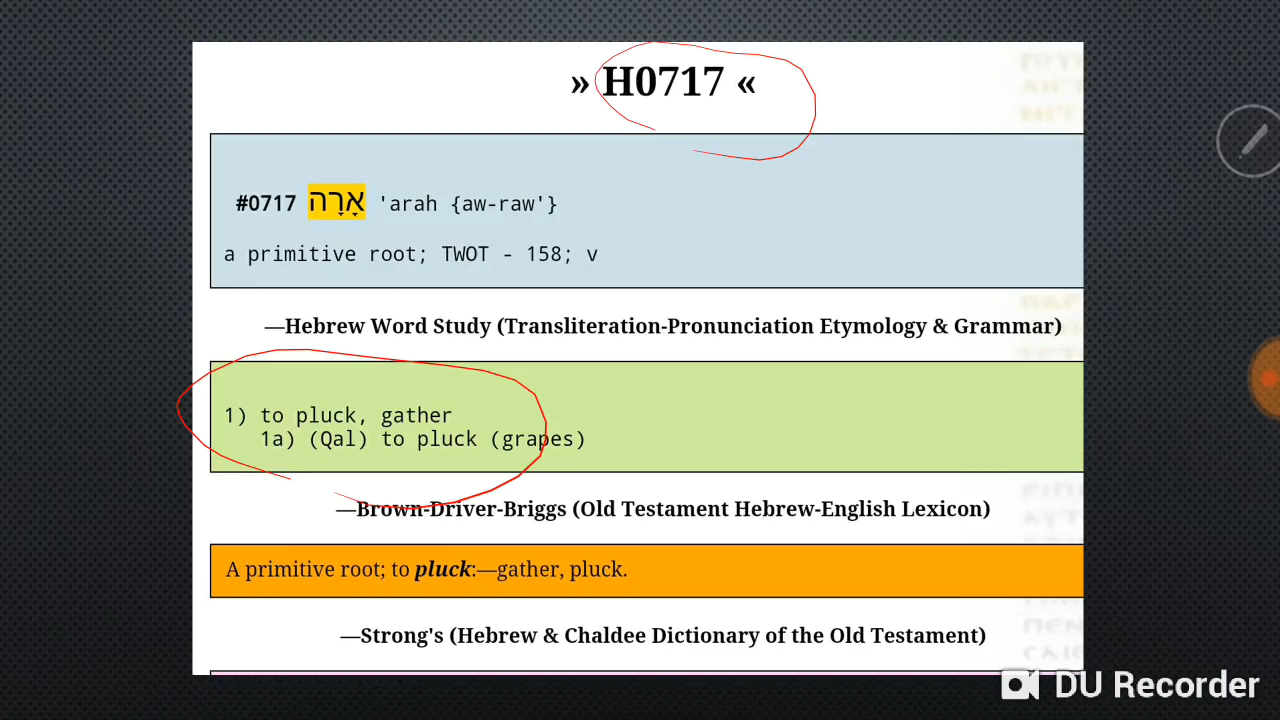 » H0717 «
#0717 אָרָה 'arah {aw-raw'}
a primitive root; TWOT - 158; v
—Hebrew Word Study (Transliteration-Pronunciation Etymology & Grammar)
1) to pluck, gather
1a) (Qal) to pluck (grapes)
—Brown-Driver-Briggs (Old Testament Hebrew-English Lexicon)
A primitive root; to pluck:—gather, pluck.
—Strong's (Hebrew & Chaldee Dictionary of the Old Testament)
DU Recorder